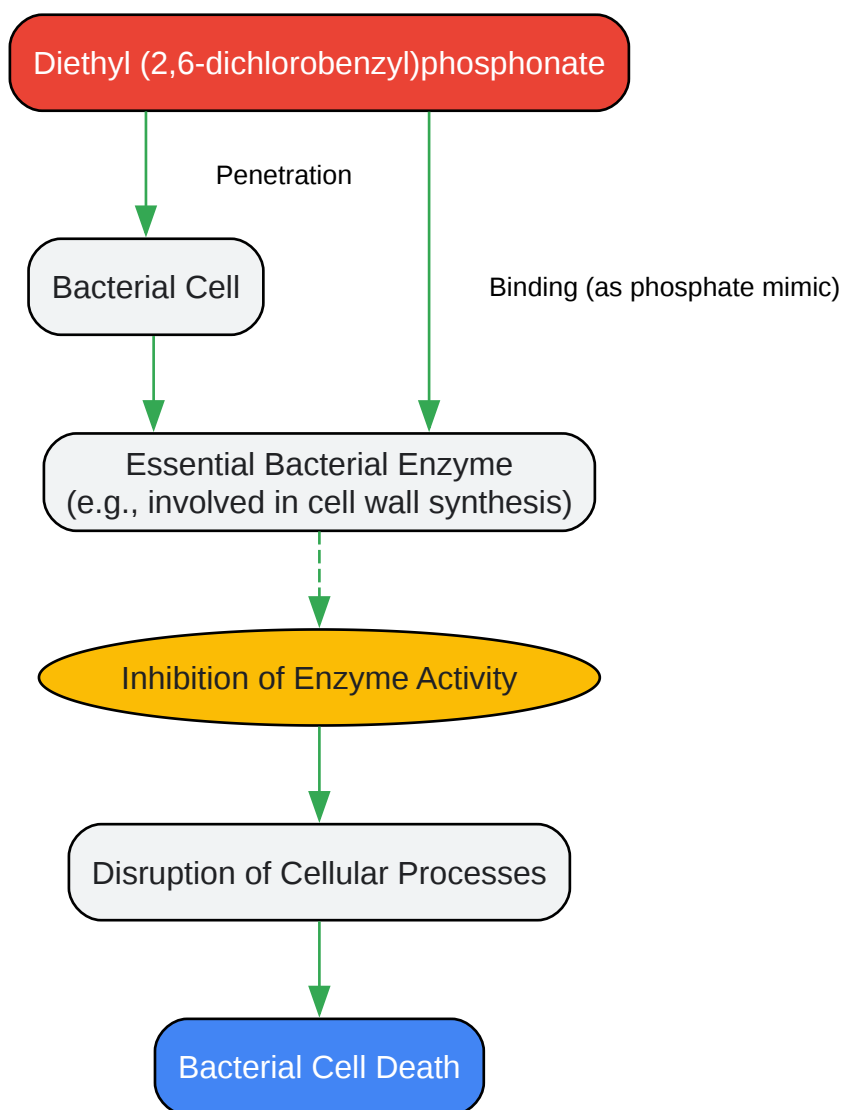 Diethyl (2,6-dichlorobenzyl)phosphonate
Penetration
Bacterial Cell
Binding (as phosphate mimic)
Essential Bacterial Enzyme
(e.g., involved in cell wall synthesis)
Inhibition of Enzyme Activity
Disruption of Cellular Processes
Bacterial Cell Death